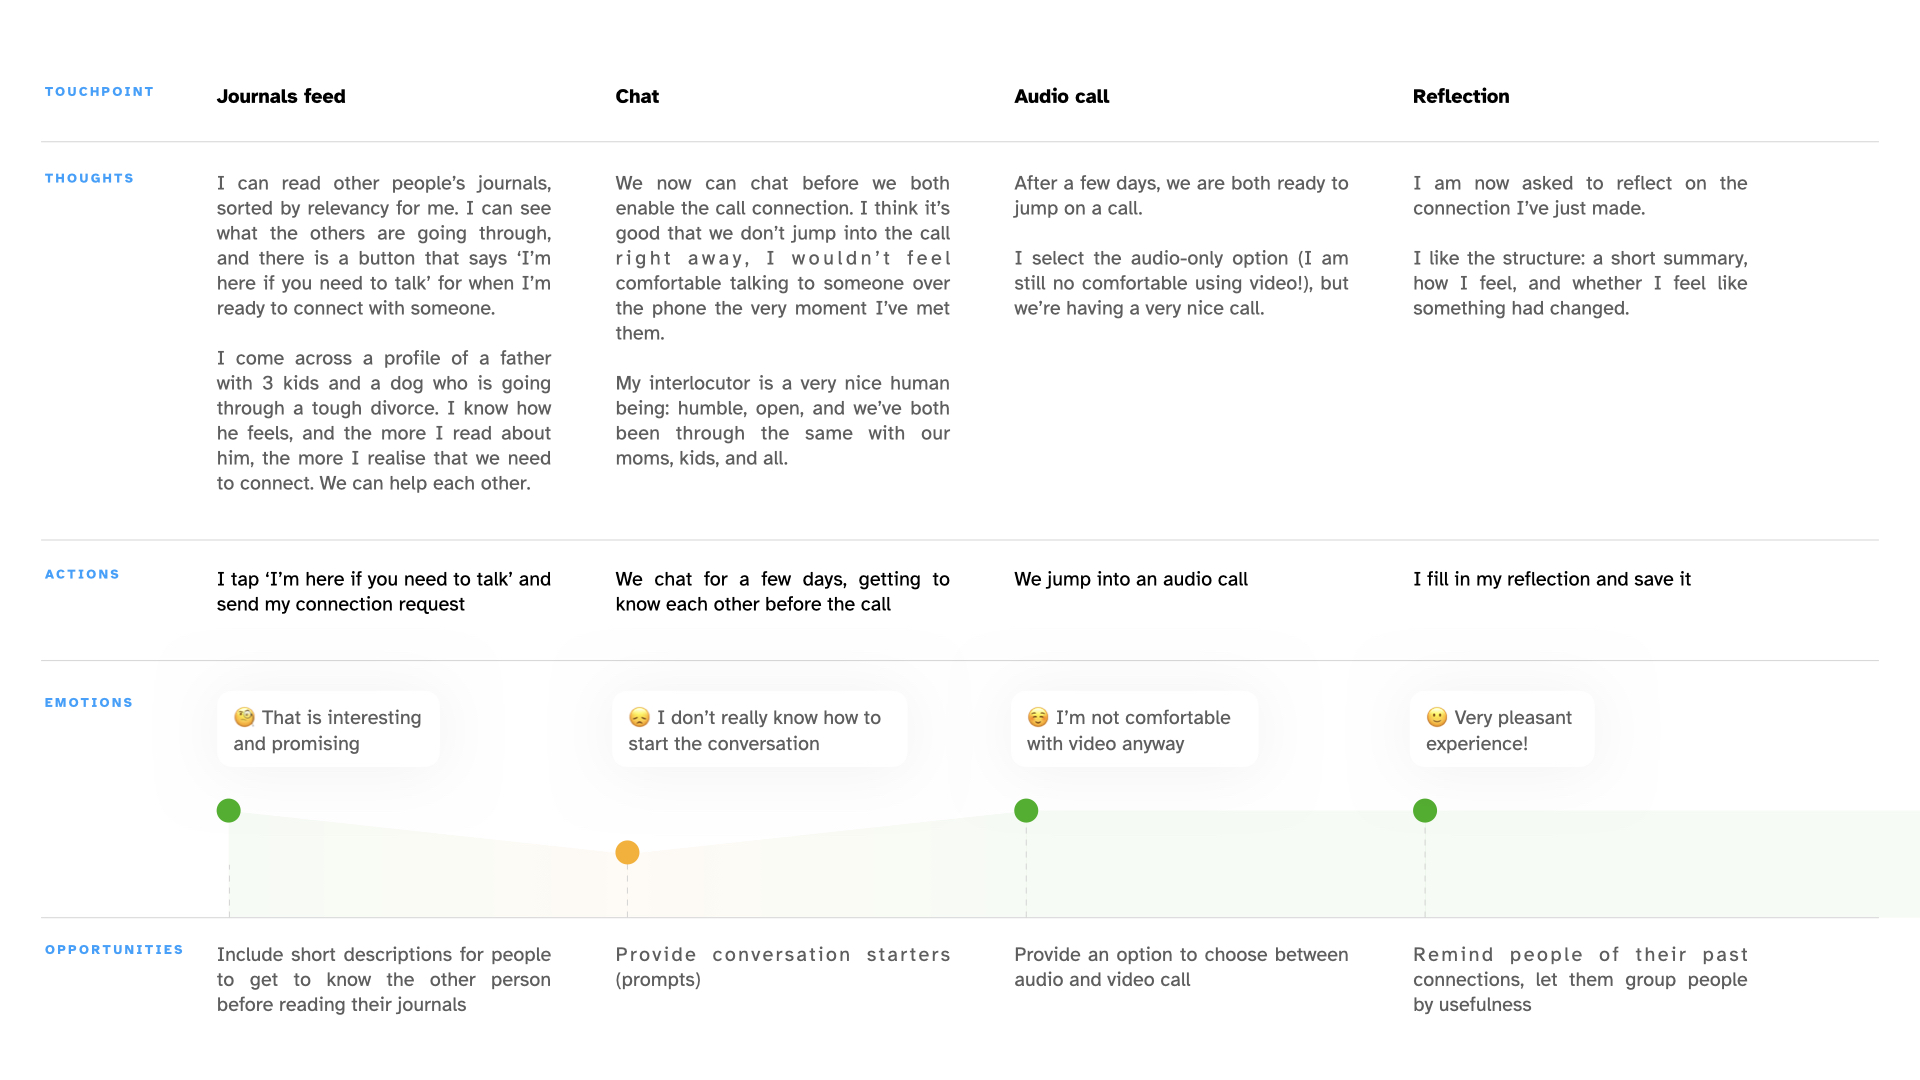 TOUCHPOINT
Journals feed
Chat
Audio call
Reflection
THOUGHTS
I can read other people’s journals,
sorted by relevancy for me. I can see
what the others are going through,
and there is a button that says ‘I’m
here if you need to talk’ for when I’m
ready to connect with someone.
I come across a profile of a father
with 3 kids and a dog who is going
through a tough divorce. I know how
he feels, and the more I read about
him, the more I realise that we need
to connect. We can help each other.
We now can chat before we both
enable the call connection. I think it’s
good that we don’t jump into the call
right away, I wouldn’t feel
comfortable talking to someone over
the phone the very moment I’ve met
them.
My interlocutor is a very nice human
being: humble, open, and we’ve both
been through the same with our
moms, kids, and all.
After a few days, we are both ready to
jump on a call.
I select the audio-only option (I am
still no comfortable using video!), but
we’re having a very nice call.
I am now asked to reflect on the
connection I’ve just made.
I like the structure: a short summary,
how I feel, and whether I feel like
something had changed.
ACTIONS
I tap ‘I’m here if you need to talk’ and
send my connection request
We chat for a few days, getting to
know each other before the call
We jump into an audio call
I fill in my reflection and save it
EMOTIONS
🧐 That is interesting
and promising
😞 I don’t really know how to
start the conversation
☺️ I’m not comfortable
with video anyway
🙂 Very pleasant
experience!
OPPORTUNITIES
Include short descriptions for people
to get to know the other person
before reading their journals
Provide conversation starters
(prompts)
Provide an option to choose between
audio and video call
Remind people of their past
connections, let them group people
by usefulness